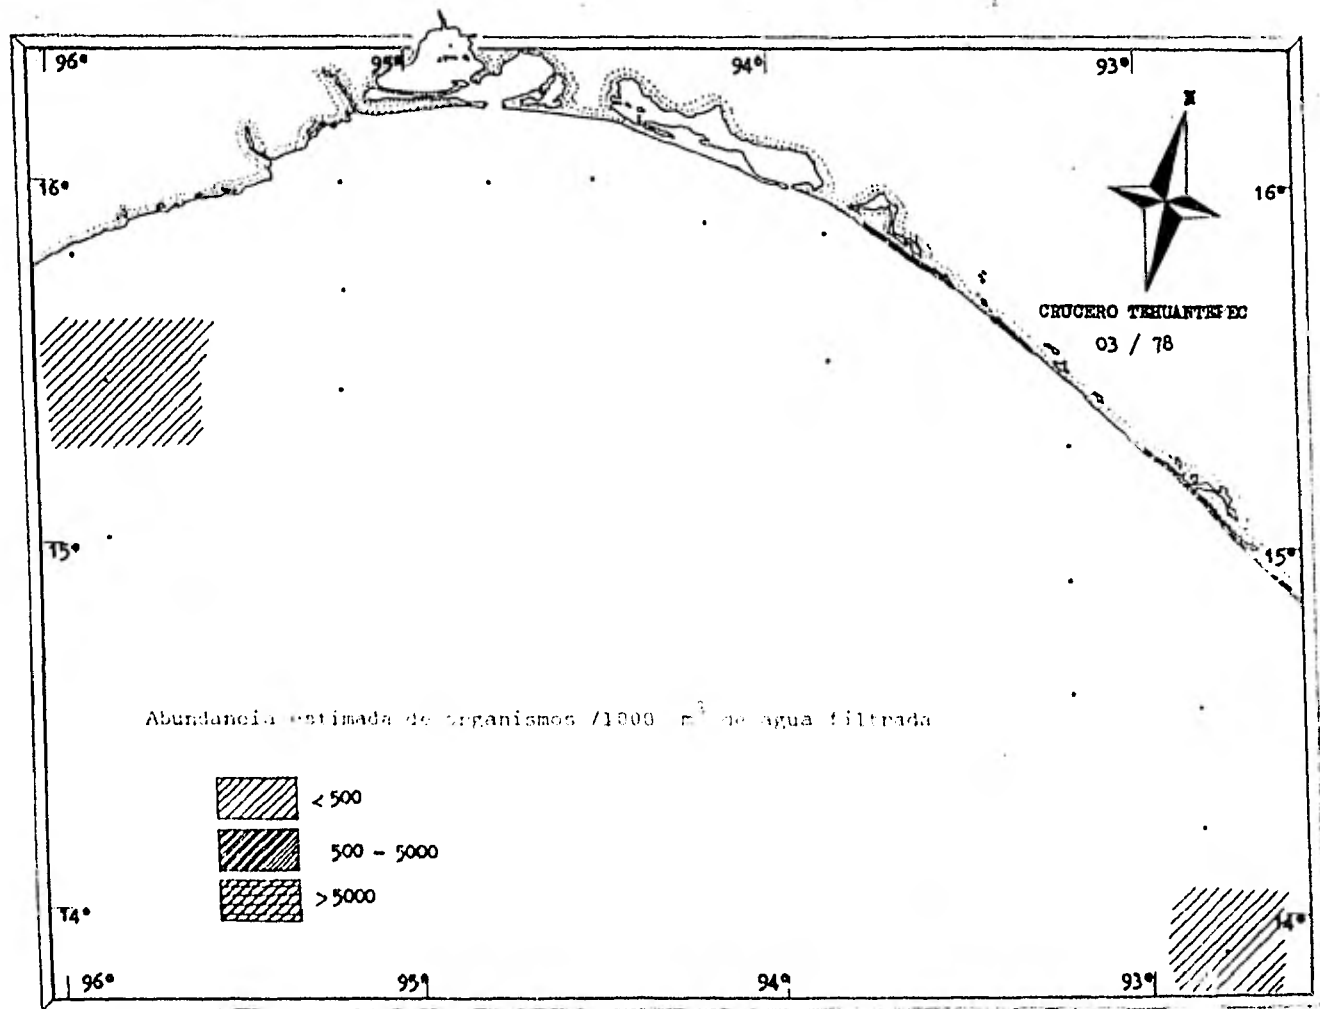 96° 95° 94° 93°
N
16° 16°
CRUCERO TEHUANTEPEC
03 / 78
15° 15°
Abundancia estimada de organismos /1000 m³ de agua filtrada
< 500
500 - 5000
> 5000
14° 14°
96° 95° 94° 93°